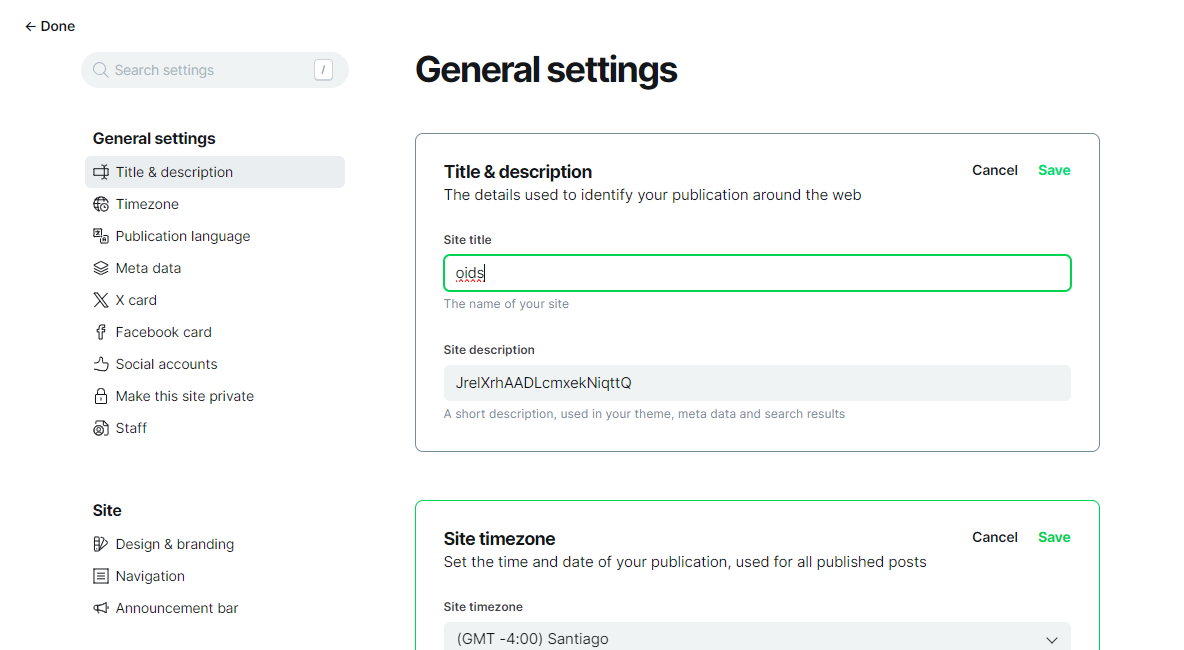 ← Done
Search settings /
General settings
Title & description
Timezone
Publication language
Meta data
X card
Facebook card
Social accounts
Make this site private
Staff
Site
Design & branding
Navigation
Announcement bar
General settings
Title & description
Cancel Save
The details used to identify your publication around the web
Site title
oids
The name of your site
Site description
JrelXrhAADLcmxekNiqttQ
A short description, used in your theme, meta data and search results
Site timezone
Cancel Save
Set the time and date of your publication, used for all published posts
Site timezone
(GMT -4:00) Santiago